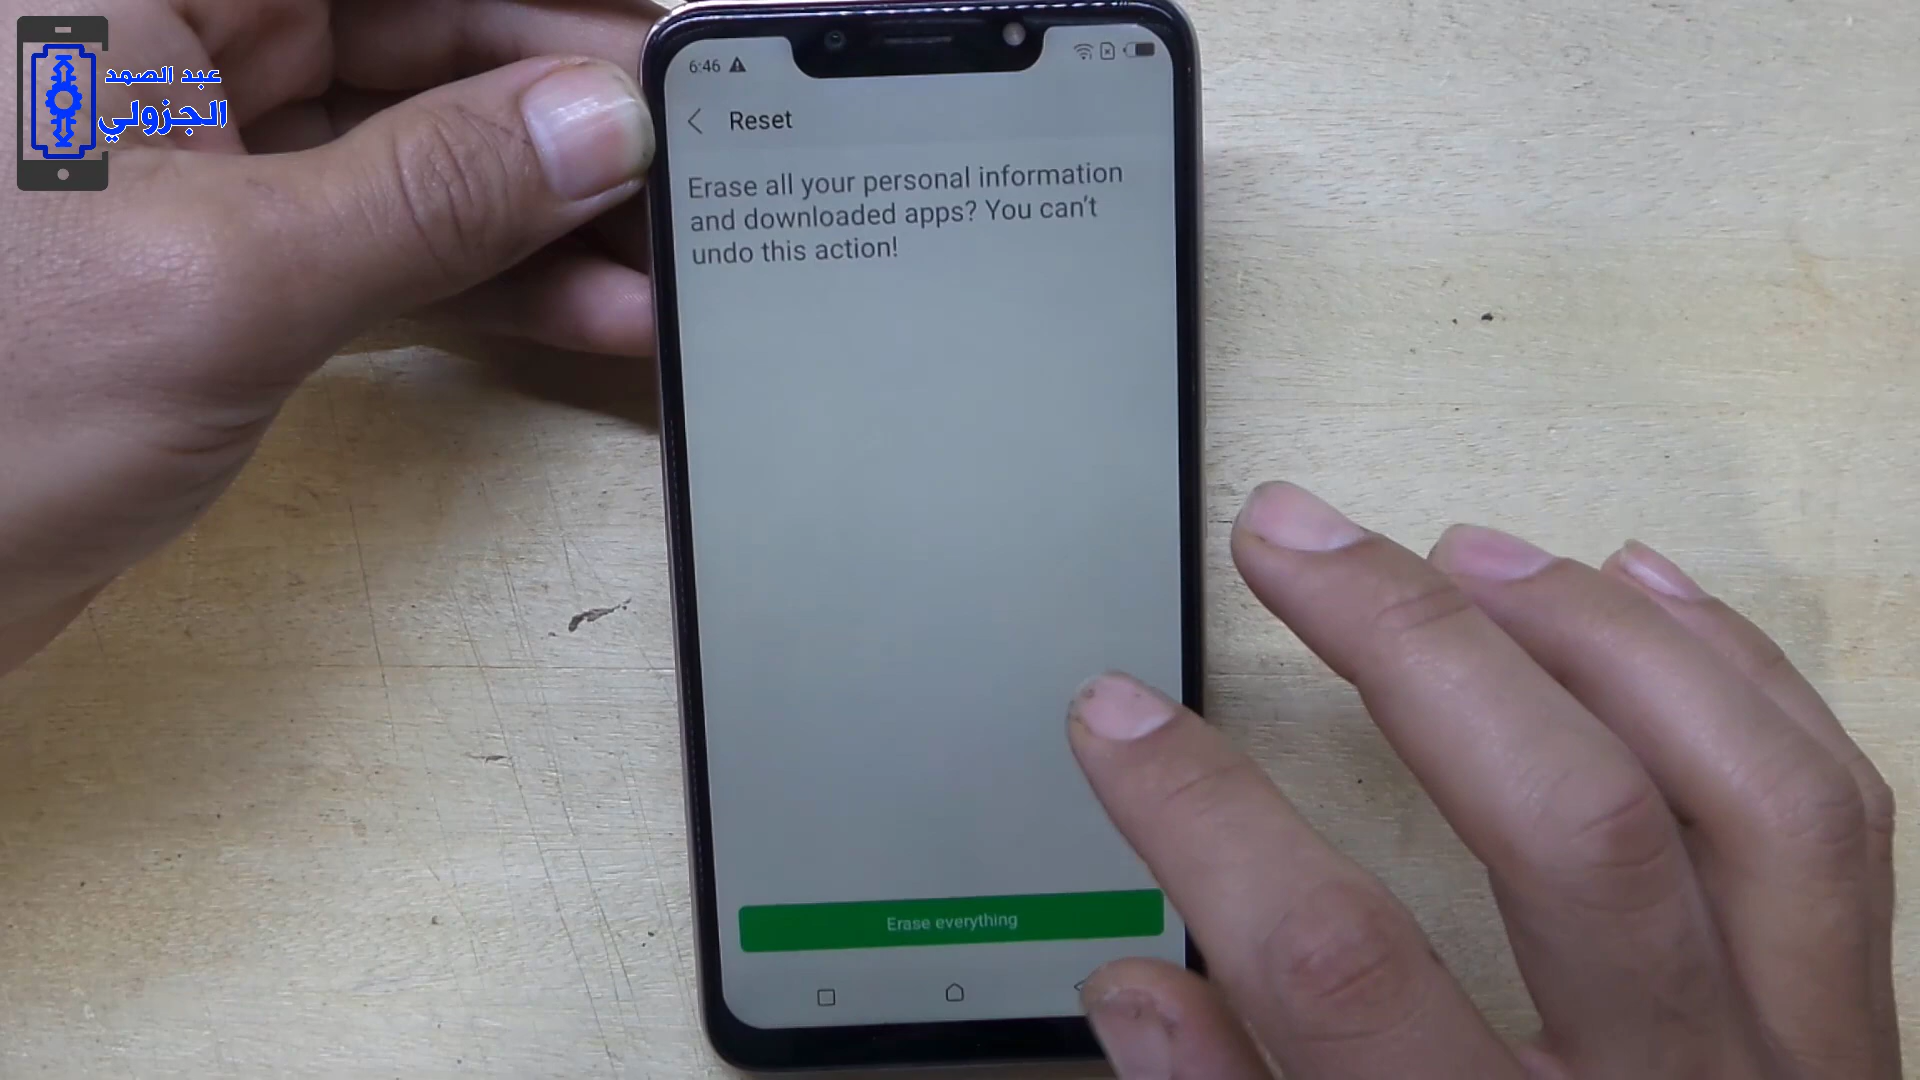 عبد الصمد
الجزولي
6:46
Reset
Erase all your personal information
and downloaded apps? You can't
undo this action!
Erase everything